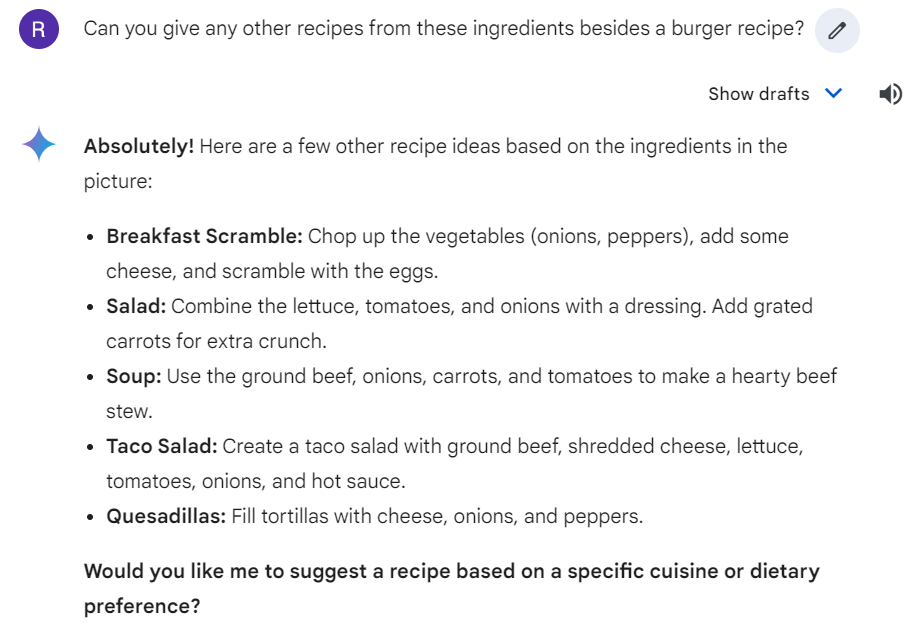 R
Can you give any other recipes from these ingredients besides a burger recipe?
Show drafts
Absolutely! Here are a few other recipe ideas based on the ingredients in the
picture:
• Breakfast Scramble: Chop up the vegetables (onions, peppers), add some
cheese, and scramble with the eggs.
• Salad: Combine the lettuce, tomatoes, and onions with a dressing. Add grated
carrots for extra crunch.
• Soup: Use the ground beef, onions, carrots, and tomatoes to make a hearty beef
stew.
• Taco Salad: Create a taco salad with ground beef, shredded cheese, lettuce,
tomatoes, onions, and hot sauce.
• Quesadillas: Fill tortillas with cheese, onions, and peppers.
Would you like me to suggest a recipe based on a specific cuisine or dietary
preference?